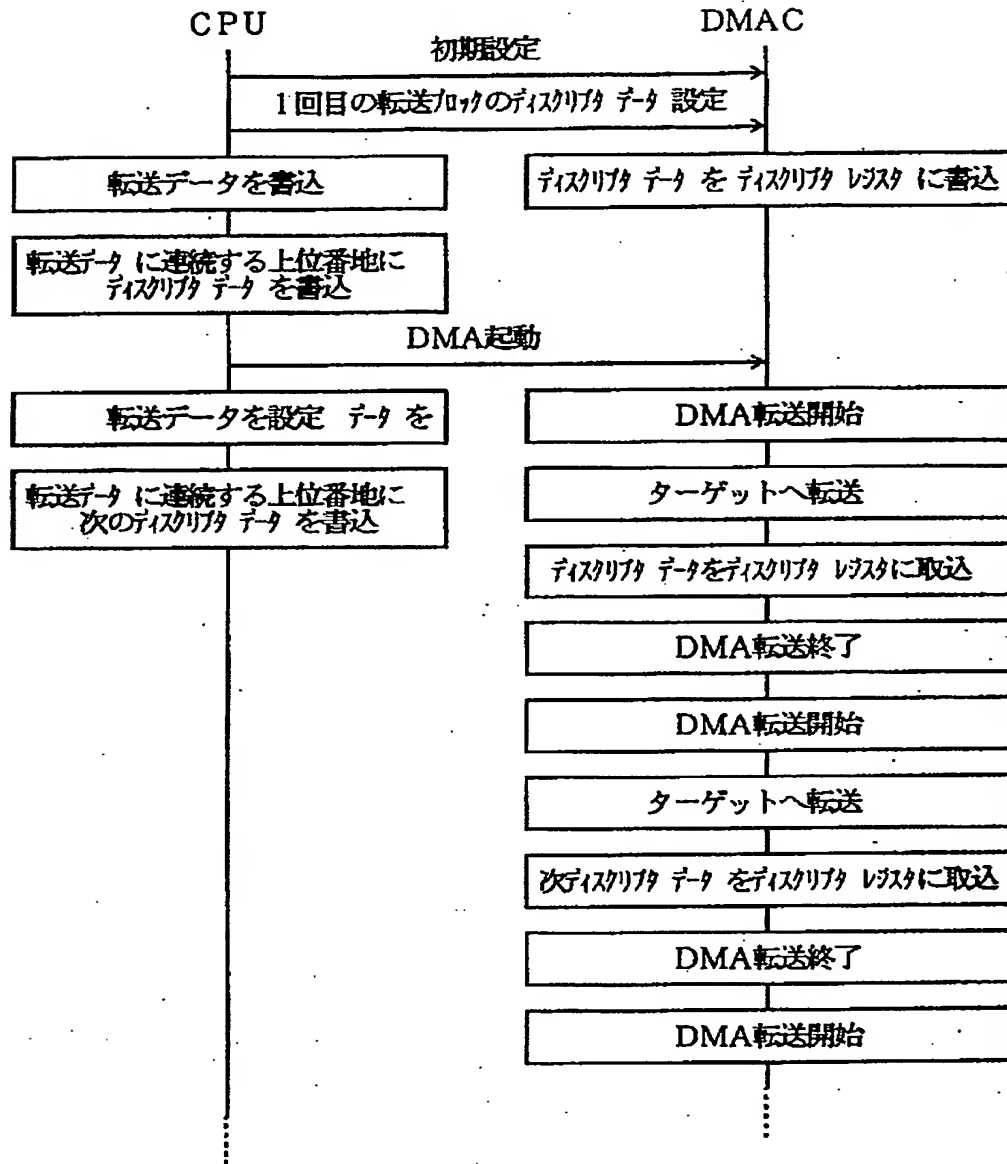 CPU
DMAC
初期設定
1回目の転送ブロックのディスクリプタ データ 設定
転送データを書込
ディスクリプタ データ を ディスクリプタ レジスタ に書込
転送データ に連続する上位番地に
ディスクリプタ データ を書込
DMA起動
転送データを設定 データ を
DMA転送開始
転送データ に連続する上位番地に
次のディスクリプタ データ を書込
ターゲットへ転送
ディスクリプタ データをディスクリプタ レジスタに取込
DMA転送終了
DMA転送開始
ターゲットへ転送
次ディスクリプタ データ をディスクリプタ レジスタに取込
DMA転送終了
DMA転送開始